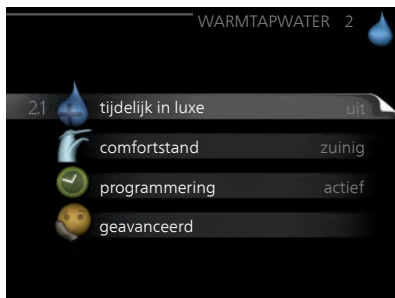 WARMTAPWATER 2
2.1 tijdelijk in luxe uit
comfortstand zuinig
programmering actief
geavanceerd